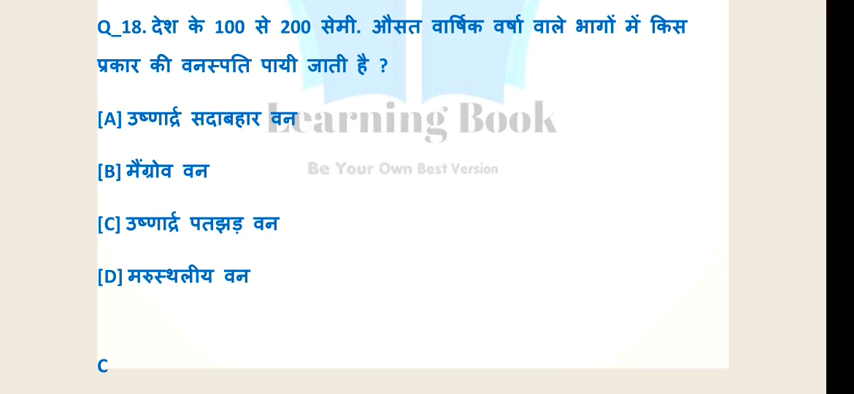 Q_18. देश के 100 से 200 सेमी. औसत वार्षिक वर्षा वाले भागों में किस
प्रकार की वनस्पति पायी जाती है ?
[A] उष्णार्द्र सदाबहार वन
Learning Book
[B] मैंग्रोव वन
Be Your Own Best Version
[C] उष्णार्द्र पतझड़ वन
[D] मरुस्थलीय वन
C